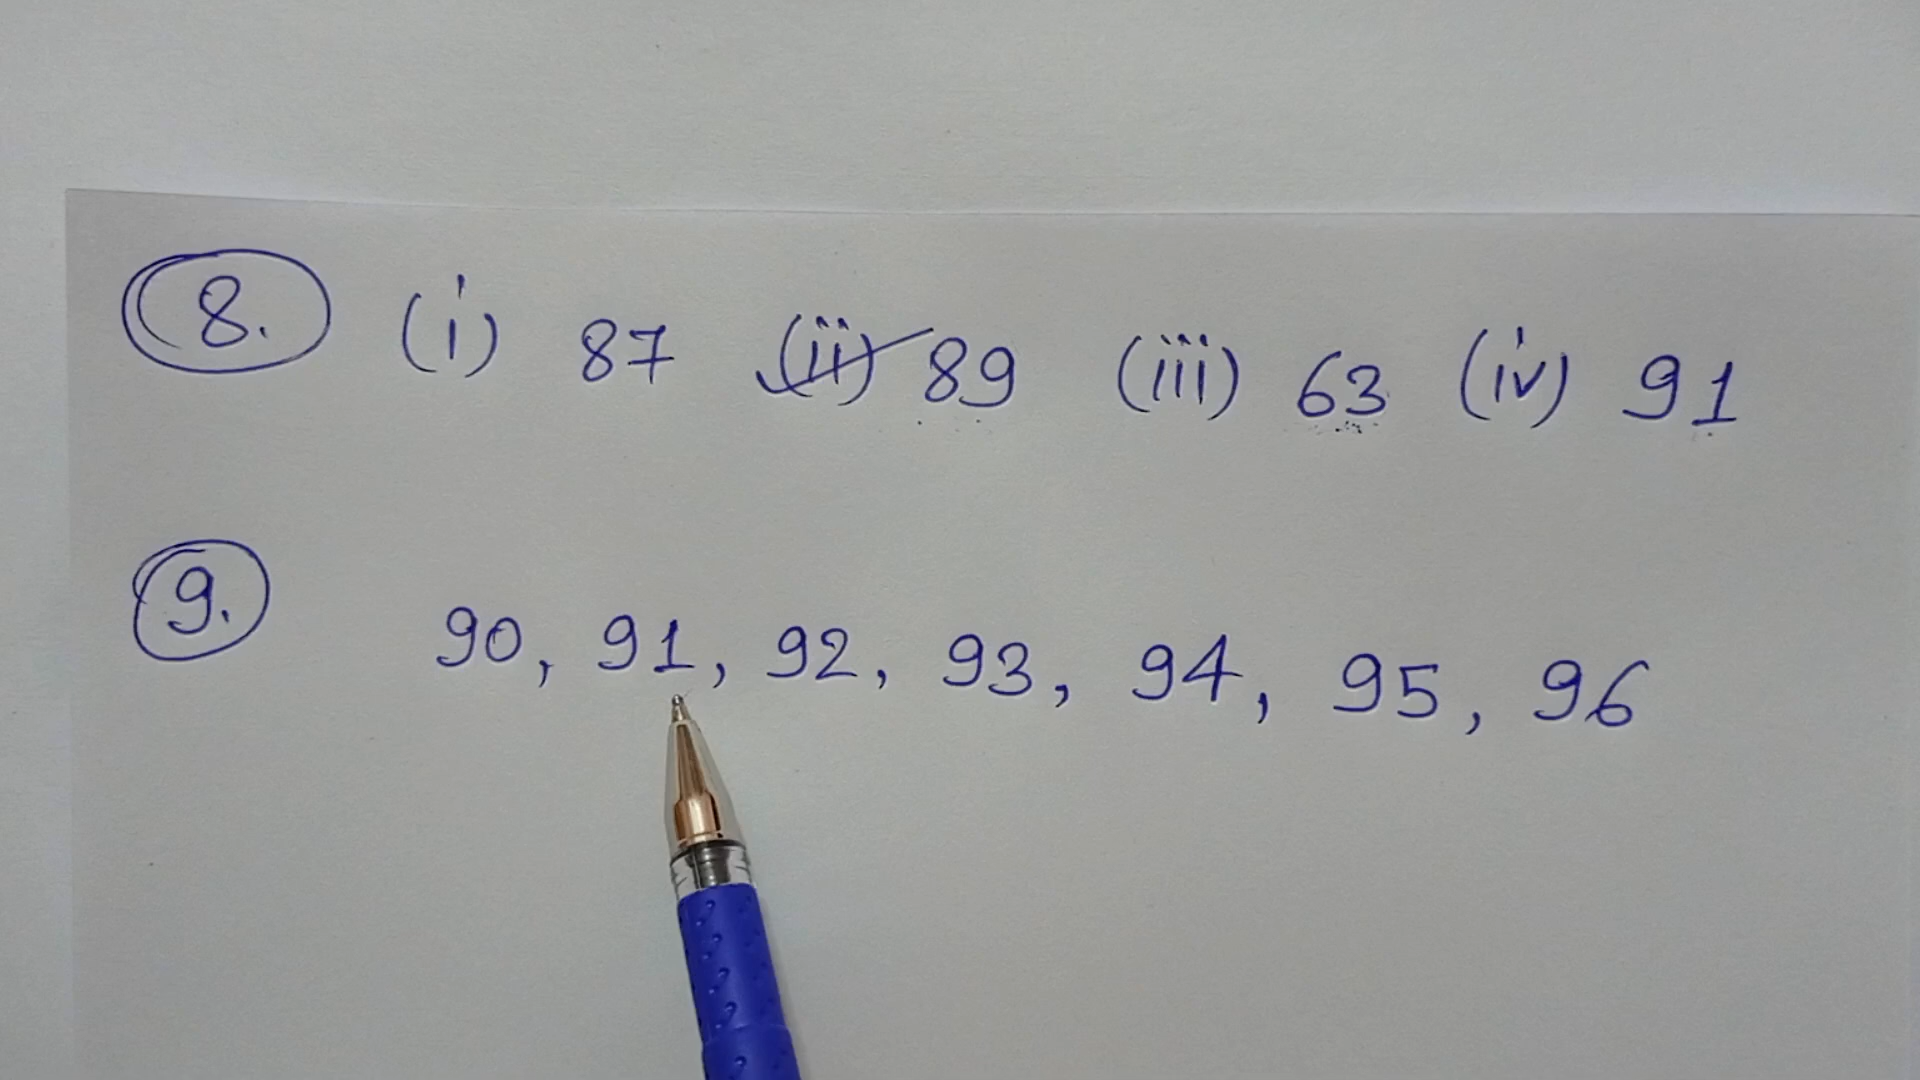 8. (i) 87 (ii) 89 (iii) 63 (iv) 91
9. 90, 91, 92, 93, 94, 95, 96